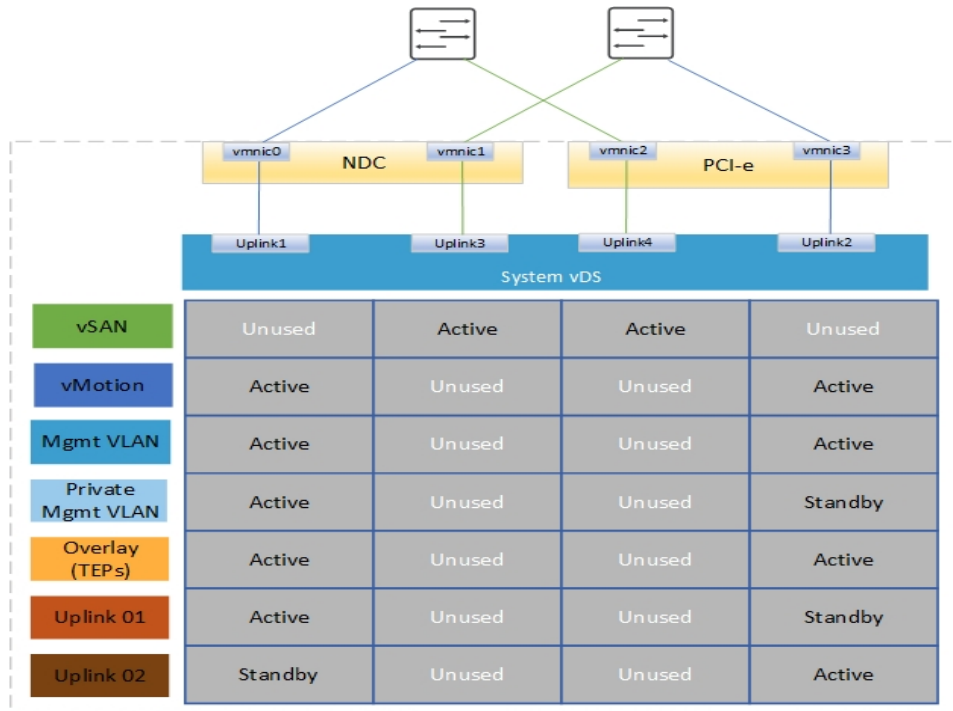 vmnic0
NDC
vmnic1
vmnic2
PCI-e
vmnic3
Uplink1
Uplink3
Uplink4
Uplink2
System vDS
vSAN
Unused
Active
Active
Unused
vMotion
Active
Unused
Unused
Active
Mgmt VLAN
Active
Unused
Unused
Active
Private
Mgmt VLAN
Active
Unused
Unused
Standby
Overlay
(TEPs)
Active
Unused
Unused
Active
Uplink 01
Active
Unused
Unused
Standby
Uplink 02
Standby
Unused
Unused
Active